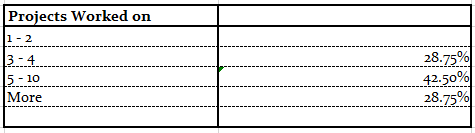 Projects Worked on
1 - 2
3 - 4 28.75%
5 - 10 42.50%
More 28.75%